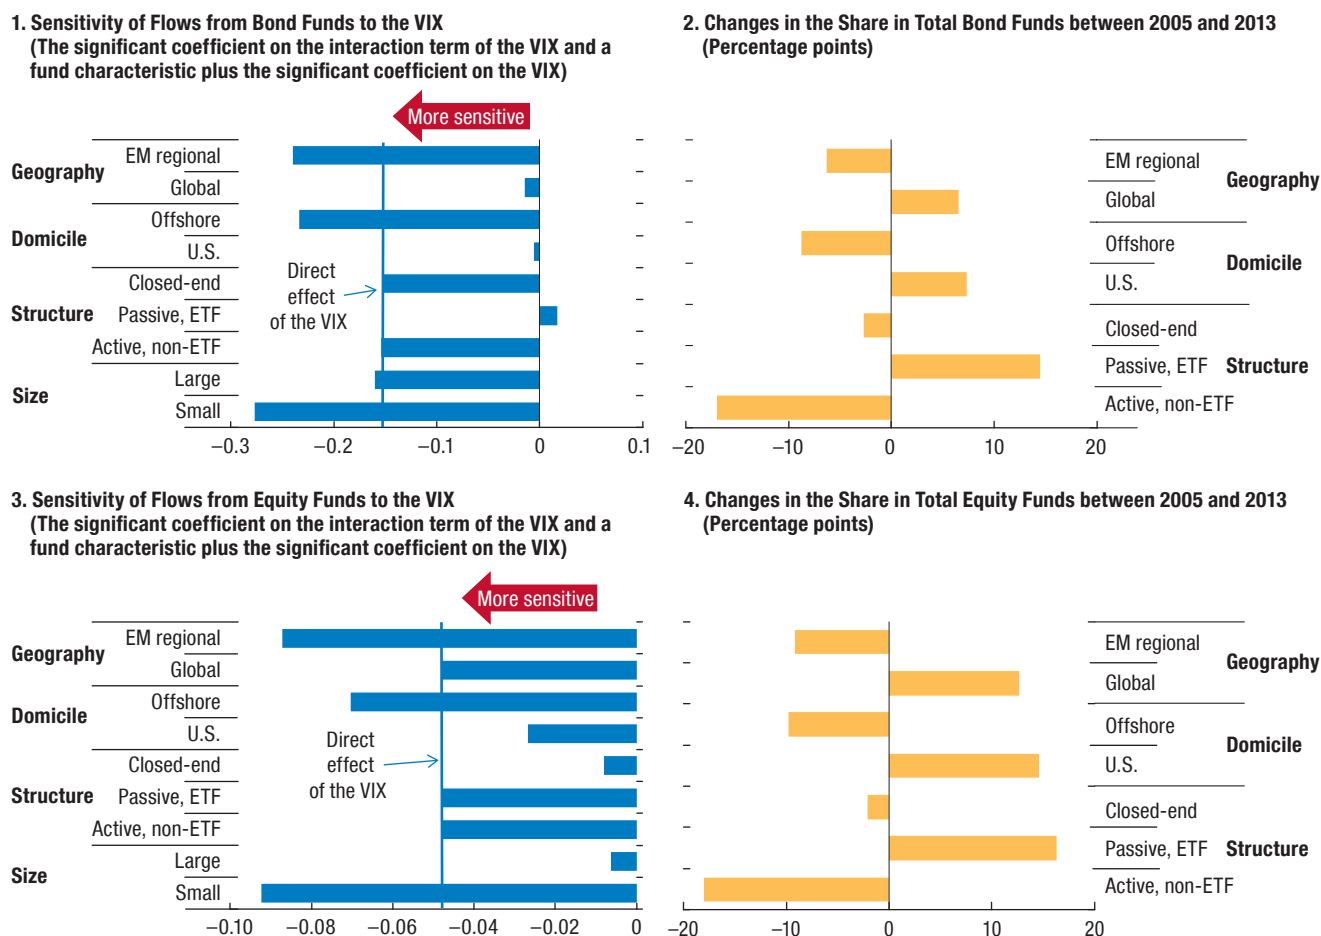 1. Sensitivity of Flows from Bond Funds to the VIX
(The significant coefficient on the interaction term of the VIX and a
fund characteristic plus the significant coefficient on the VIX)
More sensitive
Geography
EM regional
Global
Domicile
Offshore
U.S.
Structure
Closed-end
Passive, ETF
Active, non-ETF
Size
Large
Small
Direct
effect
of the VIX
−0.3 −0.2 −0.1 0 0.1
2. Changes in the Share in Total Bond Funds between 2005 and 2013
(Percentage points)
EM regional
Global
Geography
Offshore
U.S.
Domicile
Closed-end
Passive, ETF
Active, non-ETF
Structure
−20 −10 0 10 20
3. Sensitivity of Flows from Equity Funds to the VIX
(The significant coefficient on the interaction term of the VIX and a
fund characteristic plus the significant coefficient on the VIX)
More sensitive
Geography
EM regional
Global
Domicile
Offshore
U.S.
Structure
Closed-end
Passive, ETF
Active, non-ETF
Size
Large
Small
Direct
effect
of the VIX
−0.10 −0.08 −0.06 −0.04 −0.02 0
4. Changes in the Share in Total Equity Funds between 2005 and 2013
(Percentage points)
EM regional
Global
Geography
Offshore
U.S.
Domicile
Closed-end
Passive, ETF
Active, non-ETF
Structure
−20 −10 0 10 20